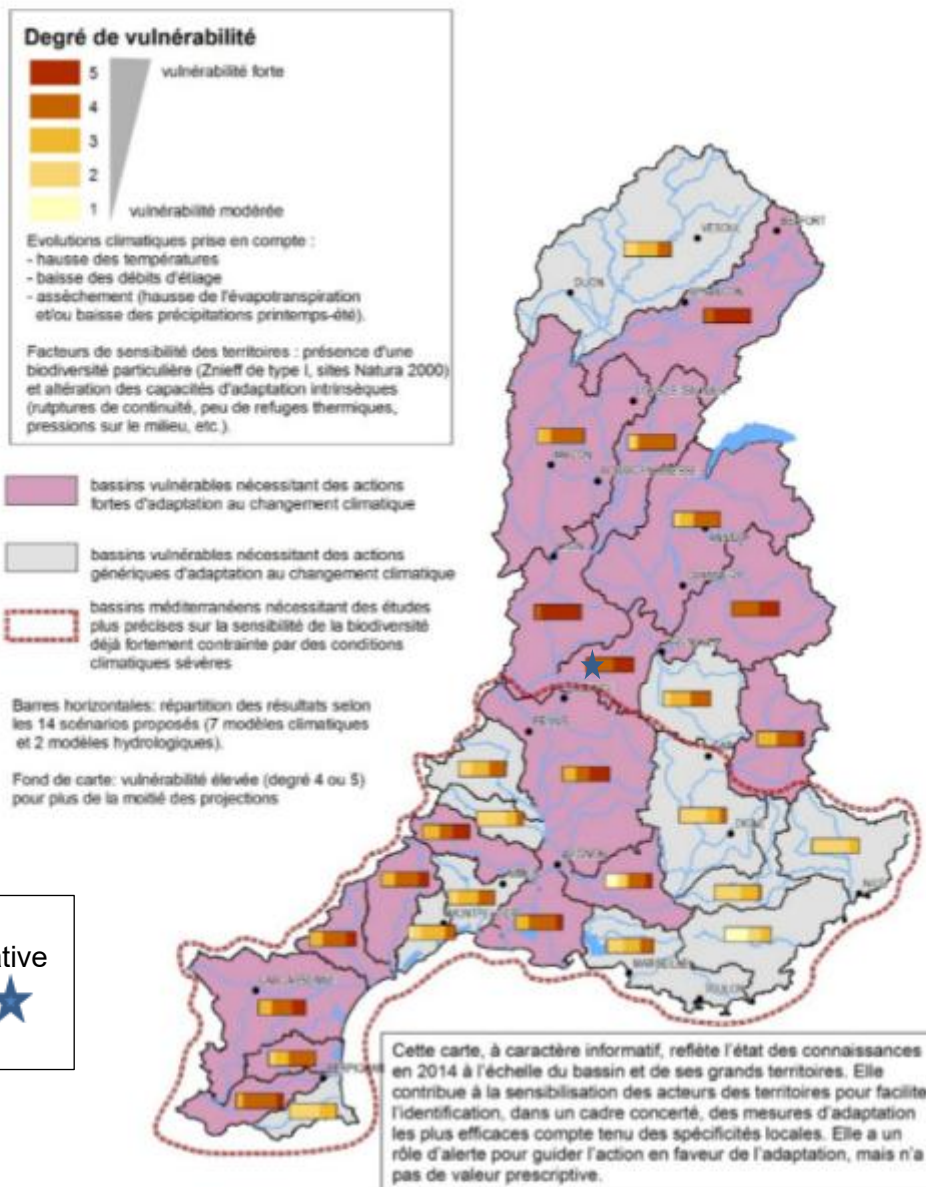 Degré de vulnérabilité
5
vulnérabilité forte
4
3
2
1
vulnérabilité modérée
Evolutions climatiques prise en compte :
- hausse des températures
- baisse des débits d'étiage
- assèchement (hausse de l'évapotranspiration
et/ou baisse des précipitations printemps-été).
Facteurs de sensibilité des territoires : présence d'une
biodiversité particulière (Znieff de type I, sites Natura 2000)
et altération des capacités d'adaptation intrinsèques
(rutptures de continuité, peu de refuges thermiques,
pressions sur le milieu, etc.).
bassins vulnérables nécessitant des actions
fortes d'adaptation au changement climatique
bassins vulnérables nécessitant des actions
génériques d'adaptation au changement climatique
bassins méditerranéens nécessitant des études
plus précises sur la sensibilité de la biodiversité
déjà fortement contrainte par des conditions
climatiques sévères
Barres horizontales: répartition des résultats selon
les 14 scénarios proposés (7 modèles climatiques
et 2 modèles hydrologiques).
Fond de carte: vulnérabilité élevée (degré 4 ou 5)
pour plus de la moitié des projections
ative
VESOUL
BELFORT
DIJON
MACON
AVIGNON
MARSEILLE
TOULON
NICE
CARCASSONNE
PERPIGNAN
Cette carte, à caractère informatif, reflète l'état des connaissances
en 2014 à l'échelle du bassin et de ses grands territoires. Elle
contribue à la sensibilisation des acteurs des territoires pour facilite
l'identification, dans un cadre concerté, des mesures d'adaptation
les plus efficaces compte tenu des spécificités locales. Elle a un
rôle d'alerte pour guider l'action en faveur de l'adaptation, mais n'a
pas de valeur prescriptive.